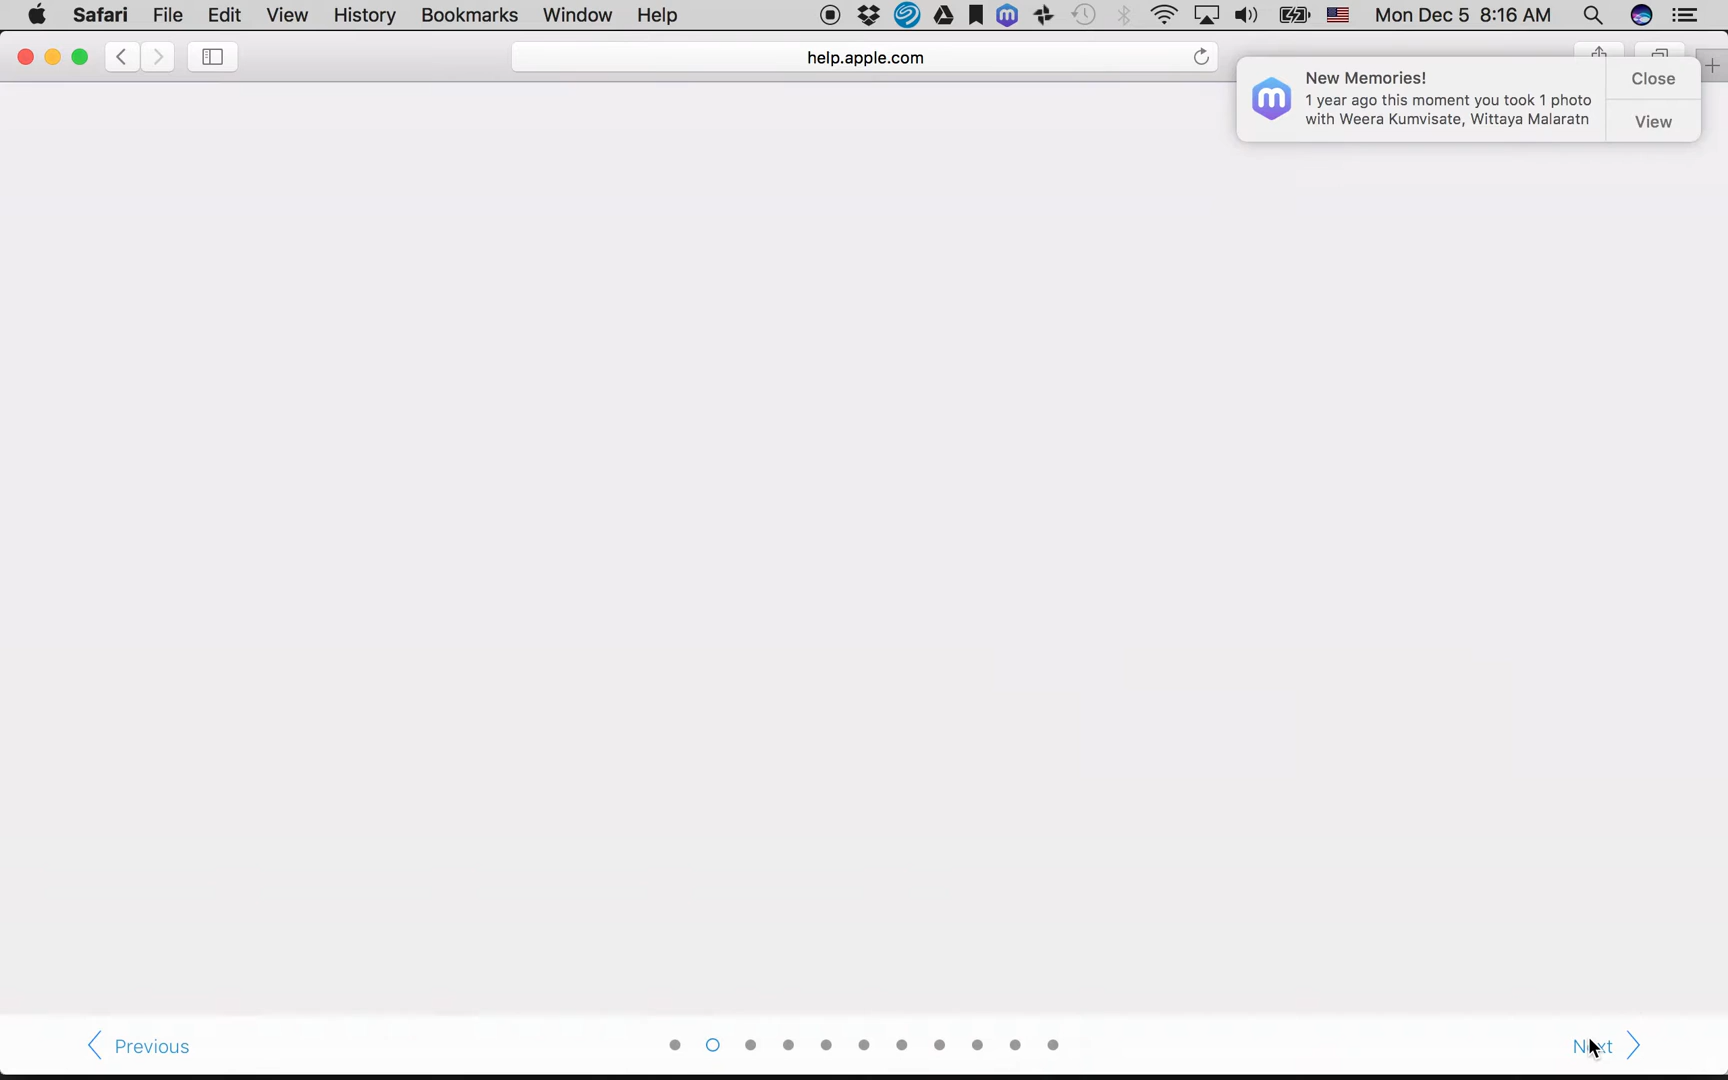 Safari File Edit View History Bookmarks Window Help Mon Dec 5 8:16 AM
help.apple.com
New Memories!
1 year ago this moment you took 1 photo
with Weera Kumvisate, Wittaya Malaratn
Close
View
Previous
Next